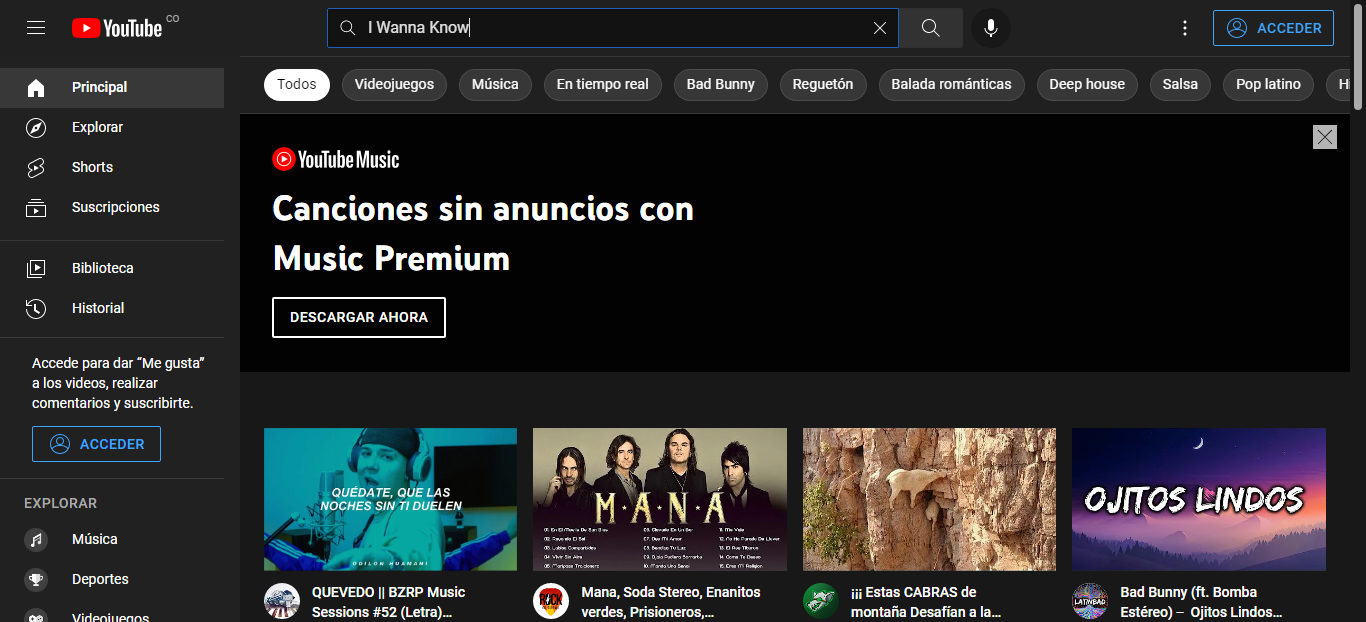 YouTube CO
I Wanna Know
ACCEDER
Principal
Explorar
Shorts
Suscripciones
Biblioteca
Historial
Accede para dar “Me gusta”
a los videos, realizar
comentarios y suscribirte.
ACCEDER
EXPLORAR
Música
Deportes
Videojuegos
Todos
Videojuegos
Música
En tiempo real
Bad Bunny
Reguetón
Balada románticas
Deep house
Salsa
Pop latino
YouTube Music
Canciones sin anuncios con
Music Premium
DESCARGAR AHORA
QUÉDATE, QUE LAS
NOCHES SIN TI DUELEN
ODILON HUAMANI
QUEVEDO || BZRP Music
Sessions #52 (Letra)...
MANÁ
Mana, Soda Stereo, Enanitos
verdes, Prisioneros,...
¡¡¡ Estas CABRAS de
montaña Desafían a la...
OJITOS LINDOS
LATINBAD
Bad Bunny (ft. Bomba
Estéreo) – Ojitos Lindos...